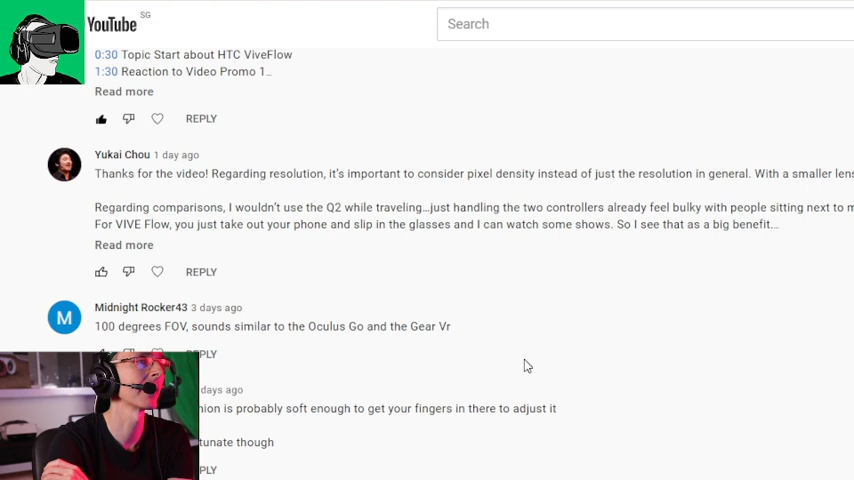 YouTube SG
Search
0:30 Topic Start about HTC ViveFlow
1:30 Reaction to Video Promo 1...
Read more
REPLY
Yukai Chou 1 day ago
Thanks for the video! Regarding resolution, it's important to consider pixel density instead of just the resolution in general. With a smaller lens
Regarding comparisons, I wouldn't use the Q2 while traveling...just handling the two controllers already feel bulky with people sitting next to m
For VIVE Flow, you just take out your phone and slip in the glasses and I can watch some shows. So I see that as a big benefit...
Read more
REPLY
M
Midnight Rocker43 3 days ago
100 degrees FOV, sounds similar to the Oculus Go and the Gear Vr
REPLY
days ago
nion is probably soft enough to get your fingers in there to adjust it
tunate though
PLY